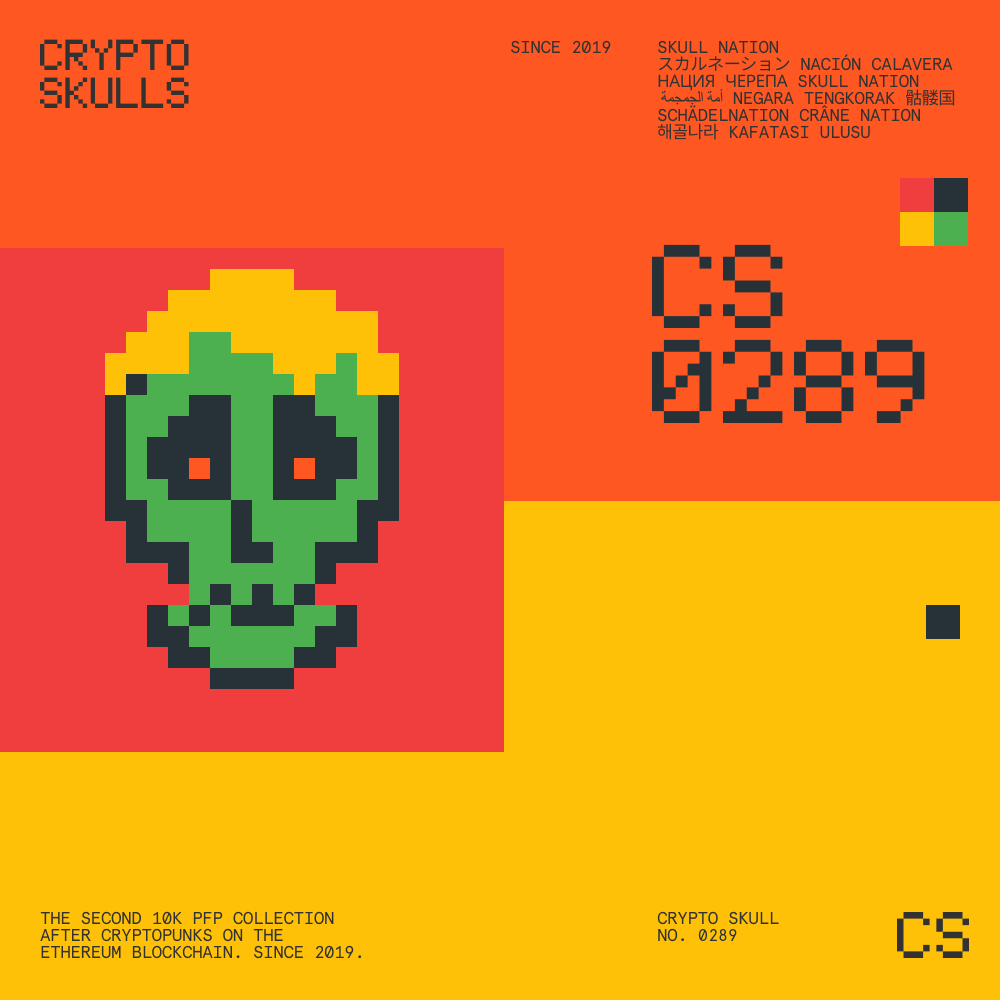 CRYPTO
SKULLS
SINCE 2019
SKULL NATION
スカルネーション NACIÓN CALAVERA
НАЦИЯ ЧЕРЕПА SKULL NATION
أمة الجمجمة NEGARA TENGKORAK 骷髅国
SCHÄDELNATION CRÂNE NATION
해골나라 KAFATASI ULUSU
CS
0289
THE SECOND 10K PFP COLLECTION
AFTER CRYPTOPUNKS ON THE
ETHEREUM BLOCKCHAIN. SINCE 2019.
CRYPTO SKULL
NO. 0289
CS